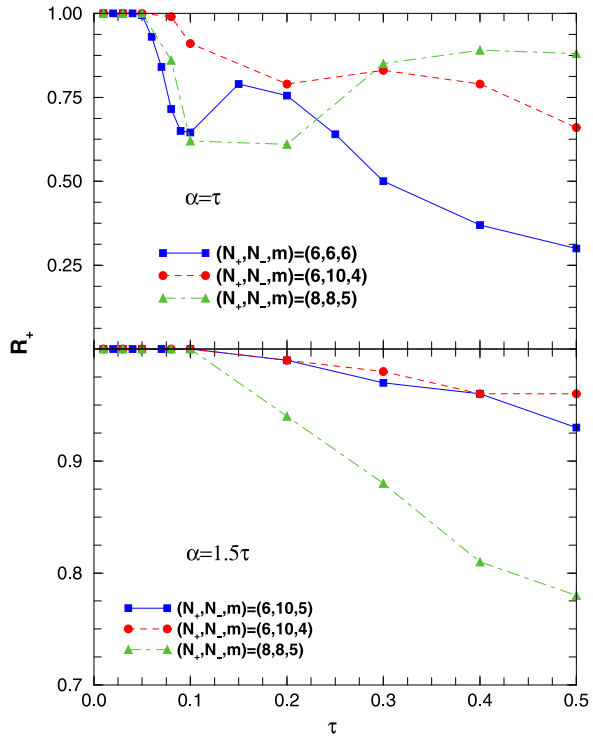 1.00
0.75
0.50
0.25
α=τ
(N₊,N₋,m)=(6,6,6)
(N₊,N₋,m)=(6,10,4)
(N₊,N₋,m)=(8,8,5)
R₊
0.9
0.8
0.7
α=1.5τ
(N₊,N₋,m)=(6,10,5)
(N₊,N₋,m)=(6,10,4)
(N₊,N₋,m)=(8,8,5)
0.0 0.1 0.2 0.3 0.4 0.5
τ